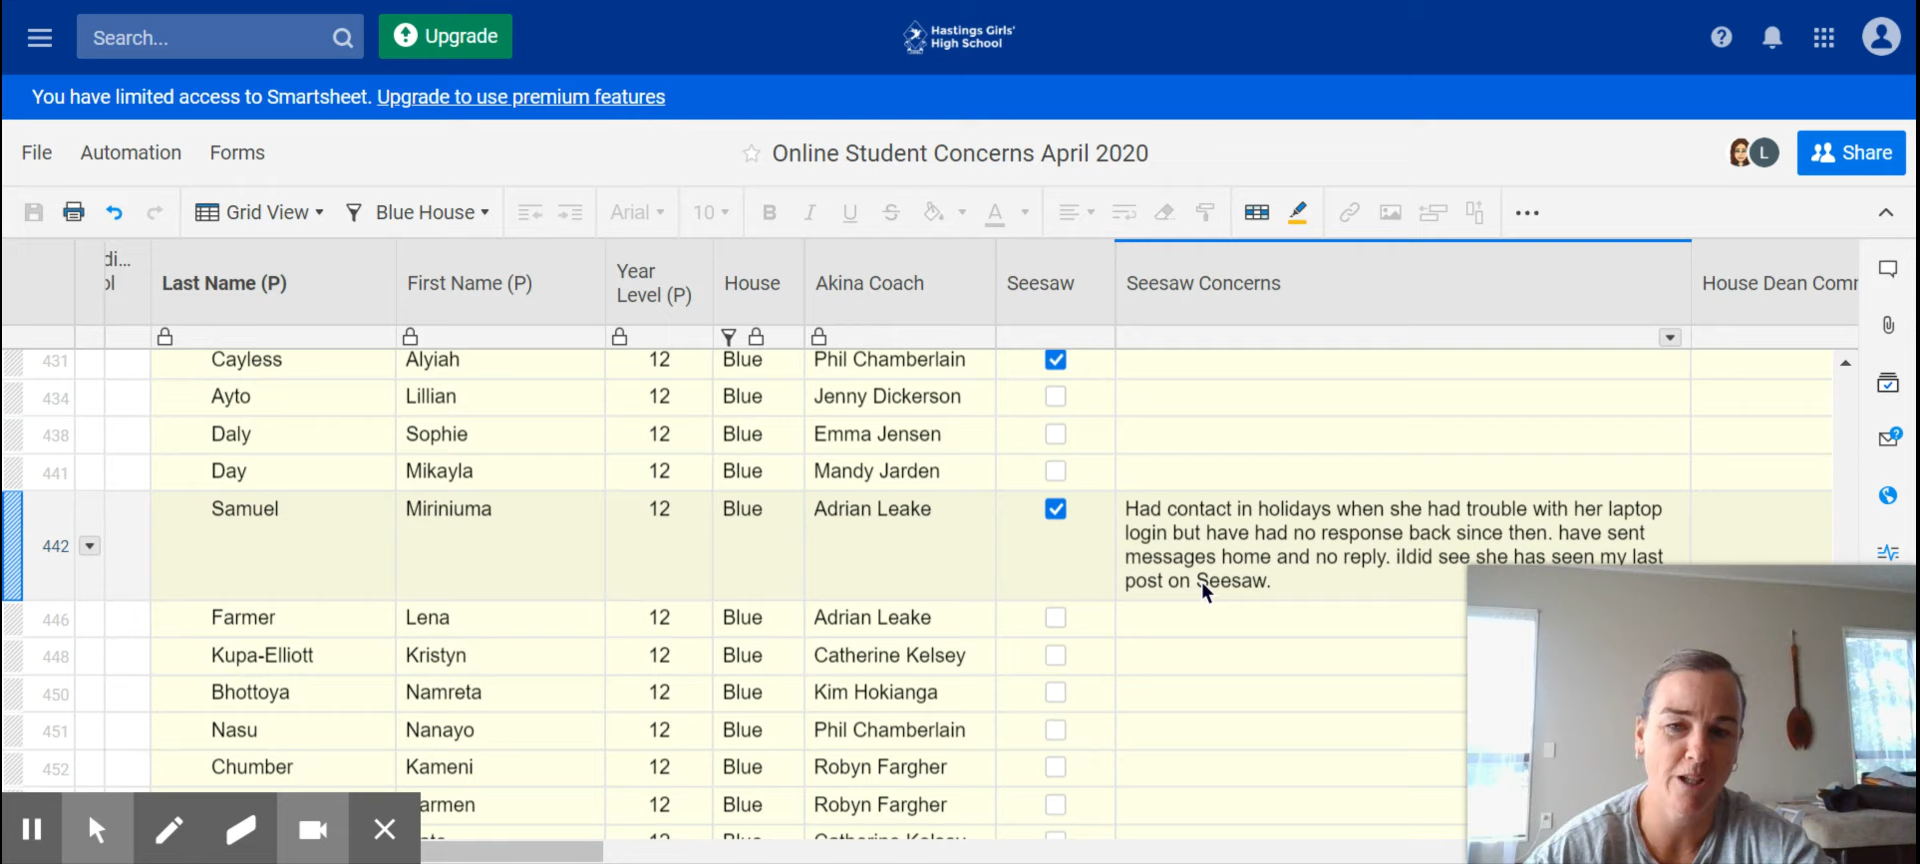 Search...
Upgrade
Hastings Girls'
High School
You have limited access to Smartsheet. Upgrade to use premium features
File
Automation
Forms
Online Student Concerns April 2020
L
Share
Grid View
Blue House
Arial
10
B
I
U
S
A
di...
ol
Last Name (P)
First Name (P)
Year
Level (P)
House
Akina Coach
Seesaw
Seesaw Concerns
House Dean Comr
431 Cayless Alyiah 12 Blue Phil Chamberlain
434 Ayto Lillian 12 Blue Jenny Dickerson
438 Daly Sophie 12 Blue Emma Jensen
441 Day Mikayla 12 Blue Mandy Jarden
442 Samuel Miriniuma 12 Blue Adrian Leake
Had contact in holidays when she had trouble with her laptop
login but have had no response back since then. have sent
messages home and no reply. iIdid see she has seen my last
post on Seesaw.
446 Farmer Lena 12 Blue Adrian Leake
448 Kupa-Elliott Kristyn 12 Blue Catherine Kelsey
450 Bhottoya Namreta 12 Blue Kim Hokianga
451 Nasu Nanayo 12 Blue Phil Chamberlain
452 Chumber Kameni 12 Blue Robyn Fargher
armen 12 Blue Robyn Fargher